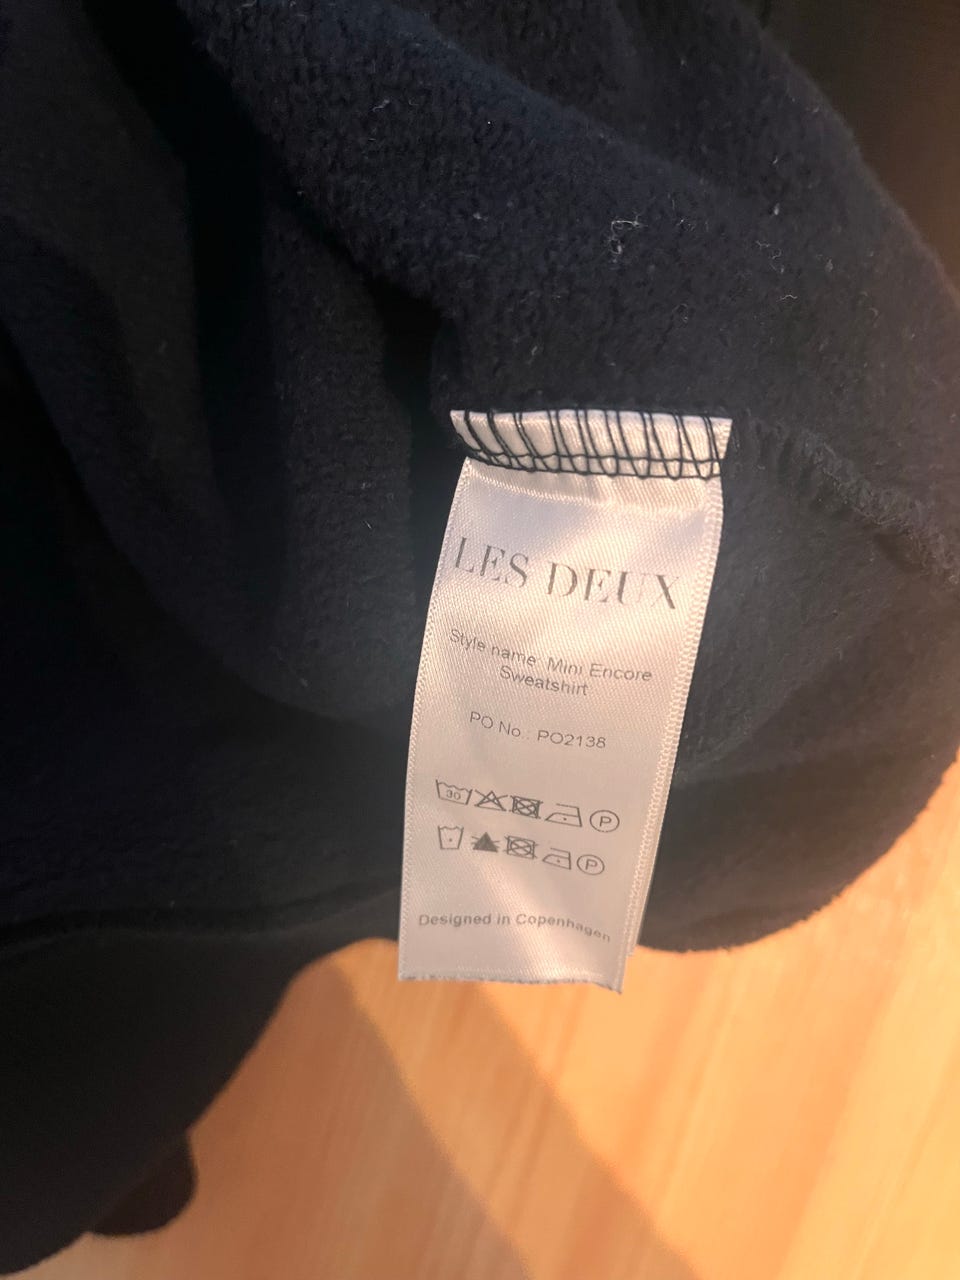 LES DEUX
Style name: Mini Encore
Sweatshirt
PO No.: PO2138
30 P
P
Designed in Copenhagen